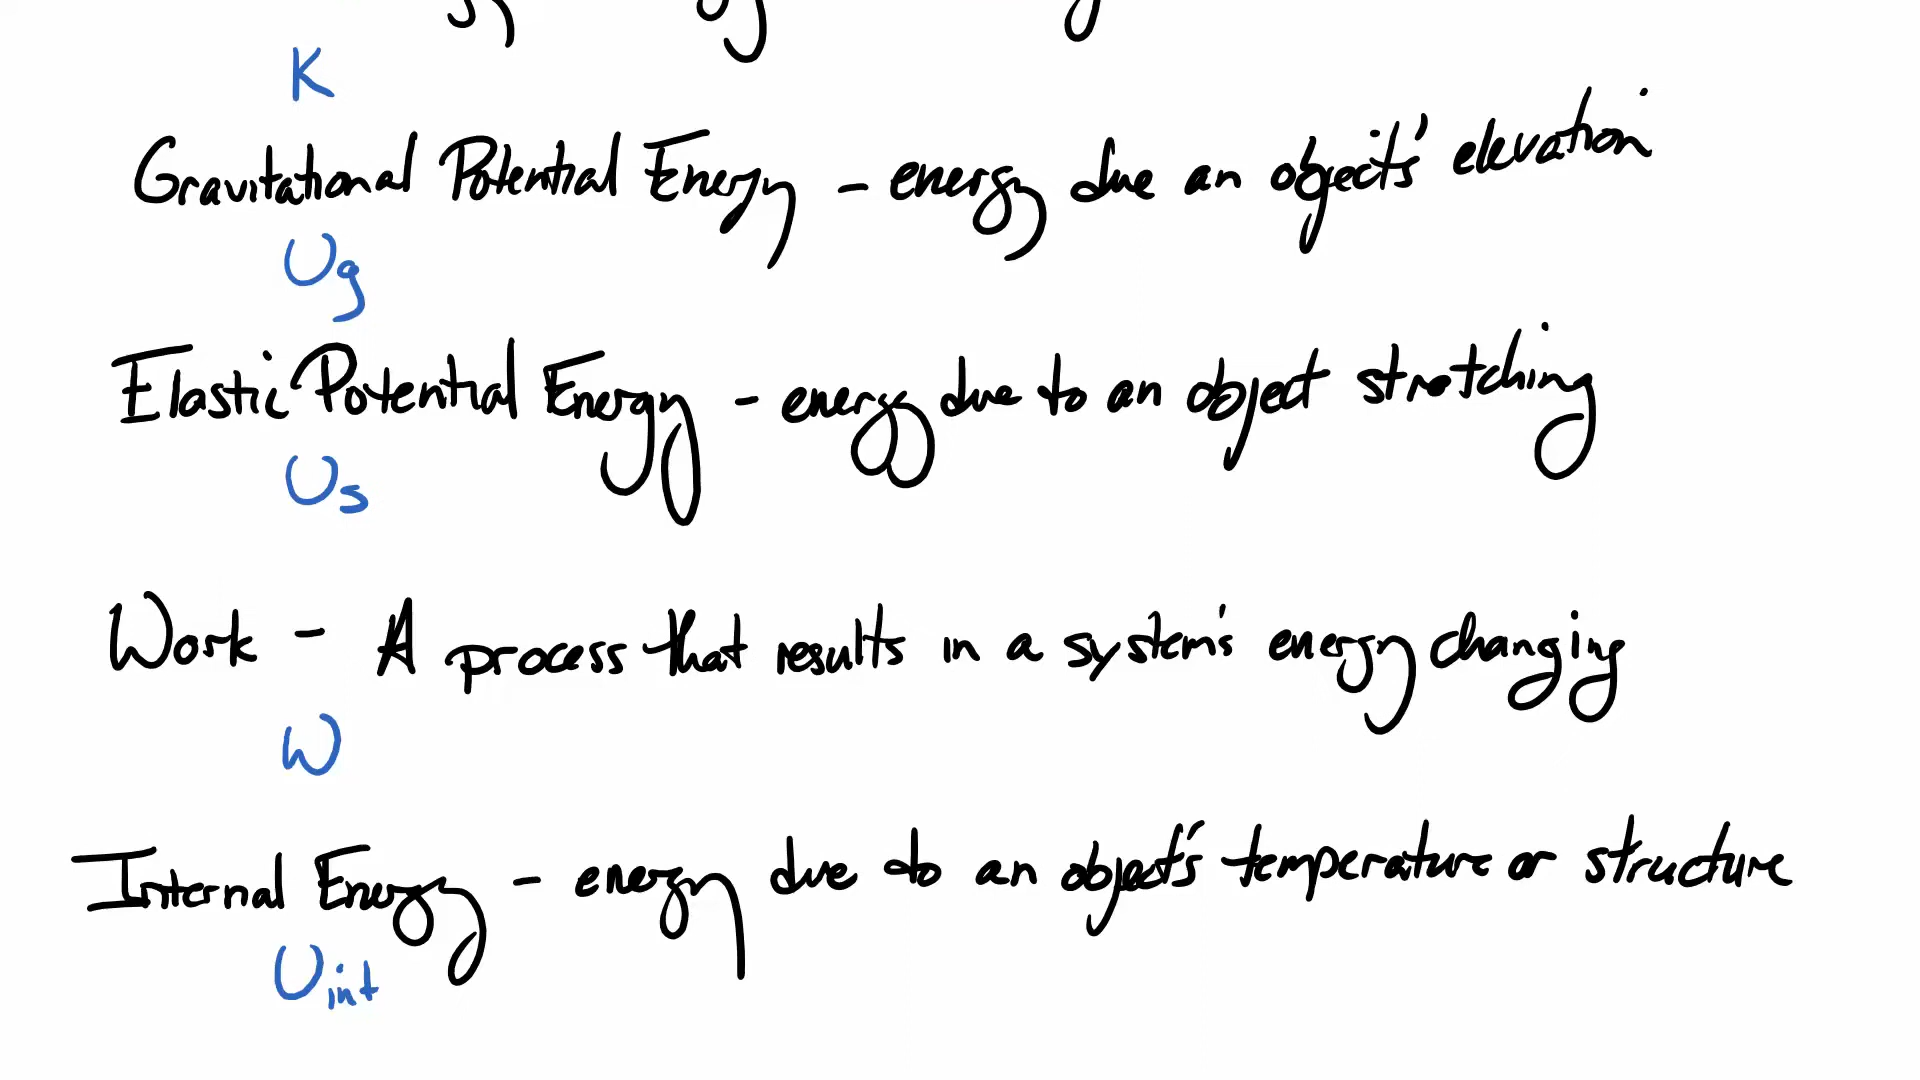 K
Gravitational Potential Energy - energy due an object's' elevation
Ug
Elastic Potential Energy - energy due to an object stretching
Us
Work - A process that results in a system's energy changing
W
Internal Energy - energy due to an object's temperature or structure
Uint